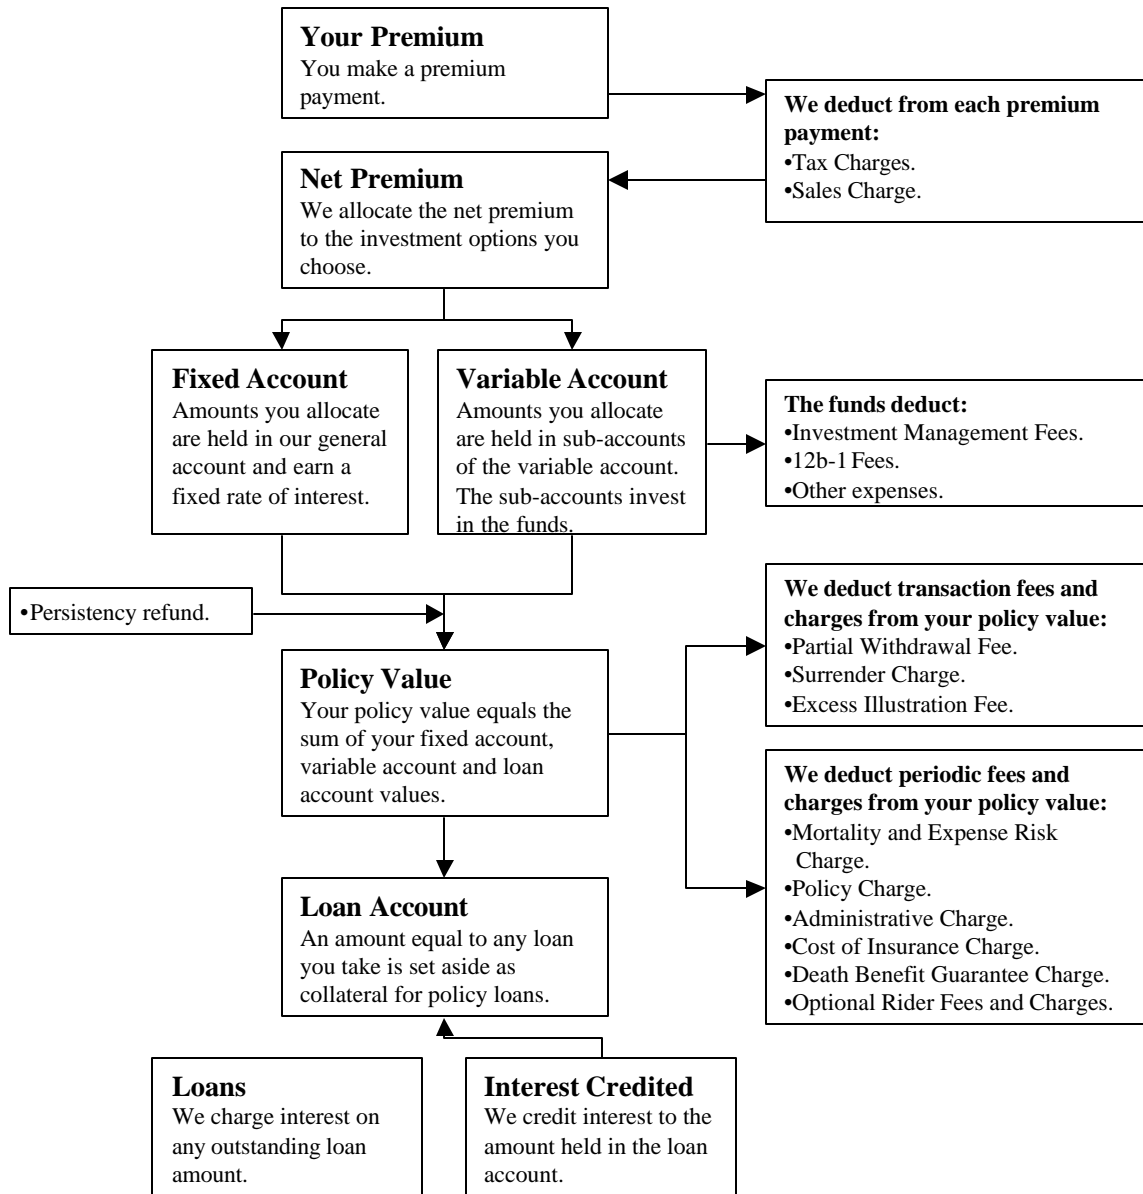 Your Premium
You make a premium
payment.
We deduct from each premium
payment:
•Tax Charges.
•Sales Charge.
Net Premium
We allocate the net premium
to the investment options you
choose.
Fixed Account
Amounts you allocate
are held in our general
account and earn a
fixed rate of interest.
Variable Account
Amounts you allocate
are held in sub-accounts
of the variable account.
The sub-accounts invest
in the funds.
The funds deduct:
•Investment Management Fees.
•12b-1 Fees.
•Other expenses.
•Persistency refund.
We deduct transaction fees and
charges from your policy value:
•Partial Withdrawal Fee.
•Surrender Charge.
•Excess Illustration Fee.
Policy Value
Your policy value equals the
sum of your fixed account,
variable account and loan
account values.
We deduct periodic fees and
charges from your policy value:
•Mortality and Expense Risk
Charge.
•Policy Charge.
•Administrative Charge.
•Cost of Insurance Charge.
•Death Benefit Guarantee Charge.
•Optional Rider Fees and Charges.
Loan Account
An amount equal to any loan
you take is set aside as
collateral for policy loans.
Loans
We charge interest on
any outstanding loan
amount.
Interest Credited
We credit interest to the
amount held in the loan
account.